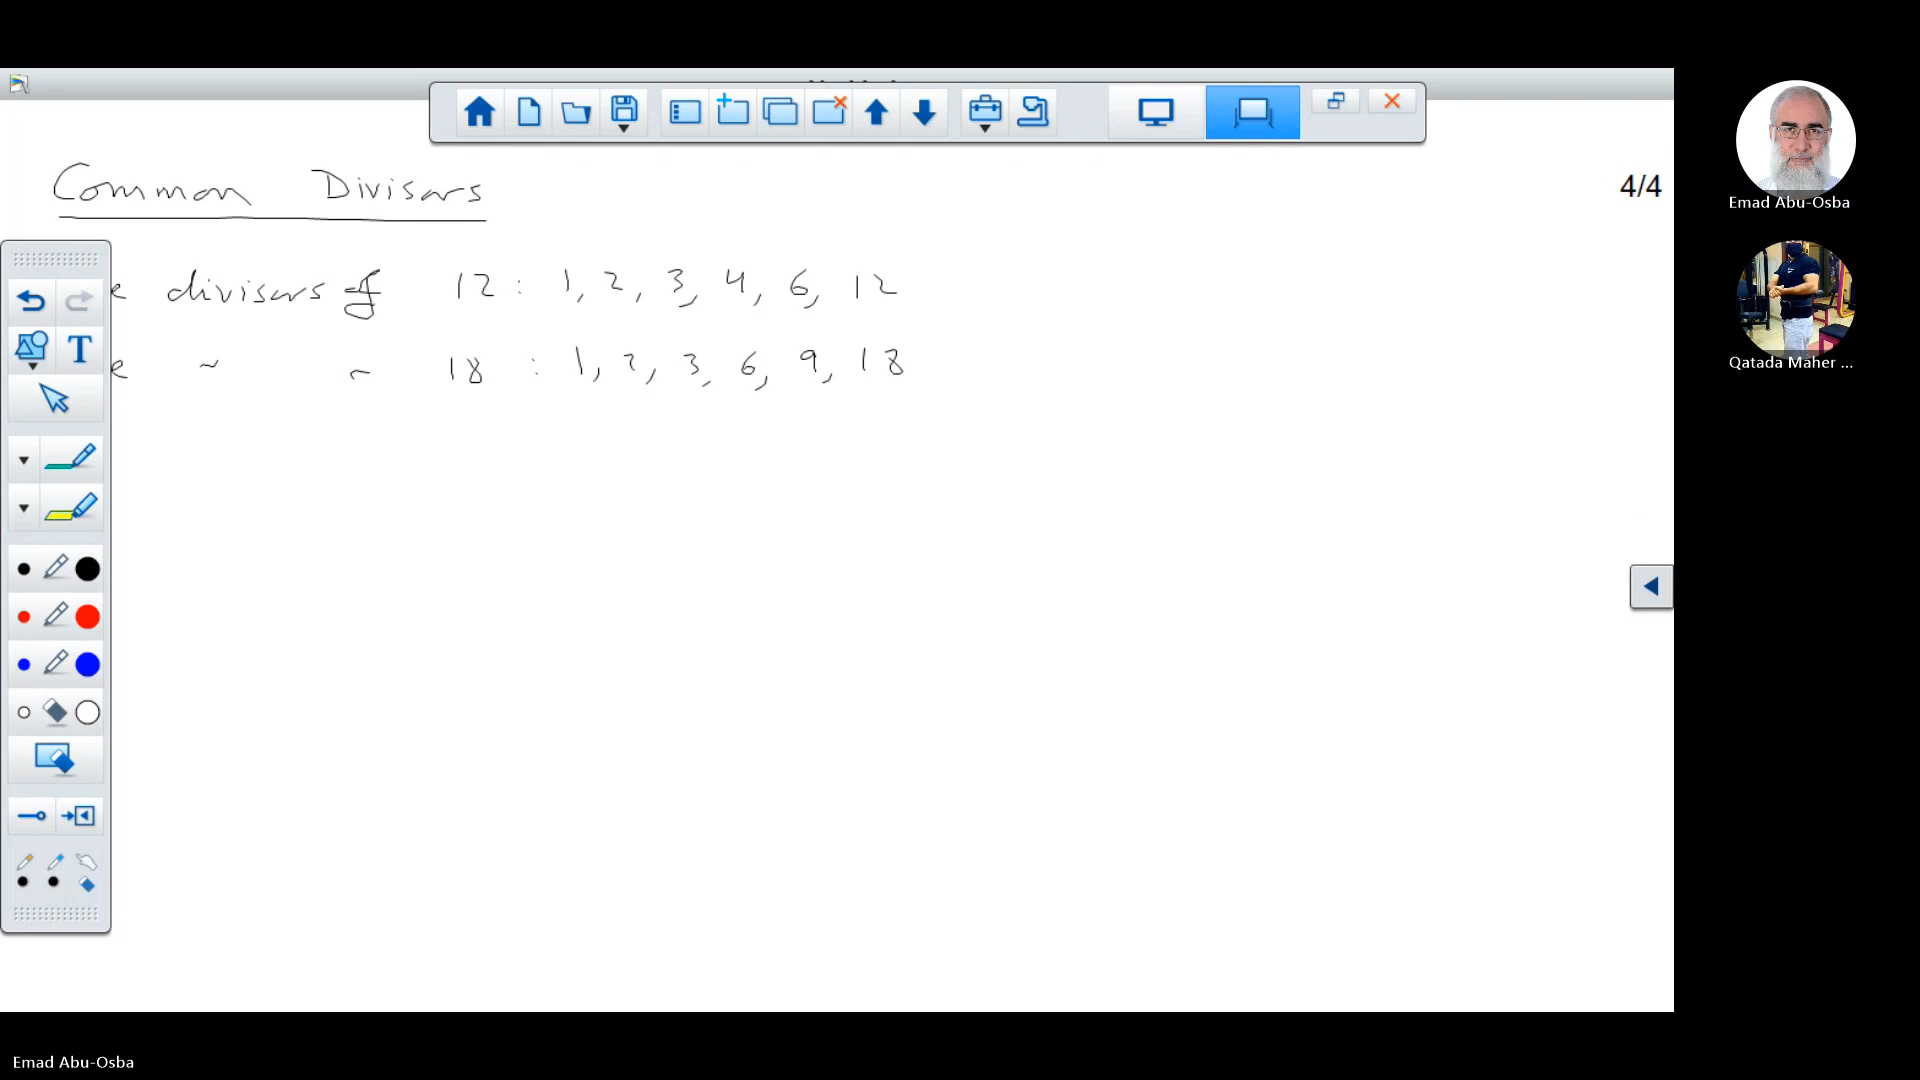 Common Divisors
4/4
e divisors of 12 : 1, 2, 3, 4, 6, 12
e ~ ~ 18 : 1, 2, 3, 6, 9, 18
T
Emad Abu-Osba
Qatada Maher ...
Emad Abu-Osba